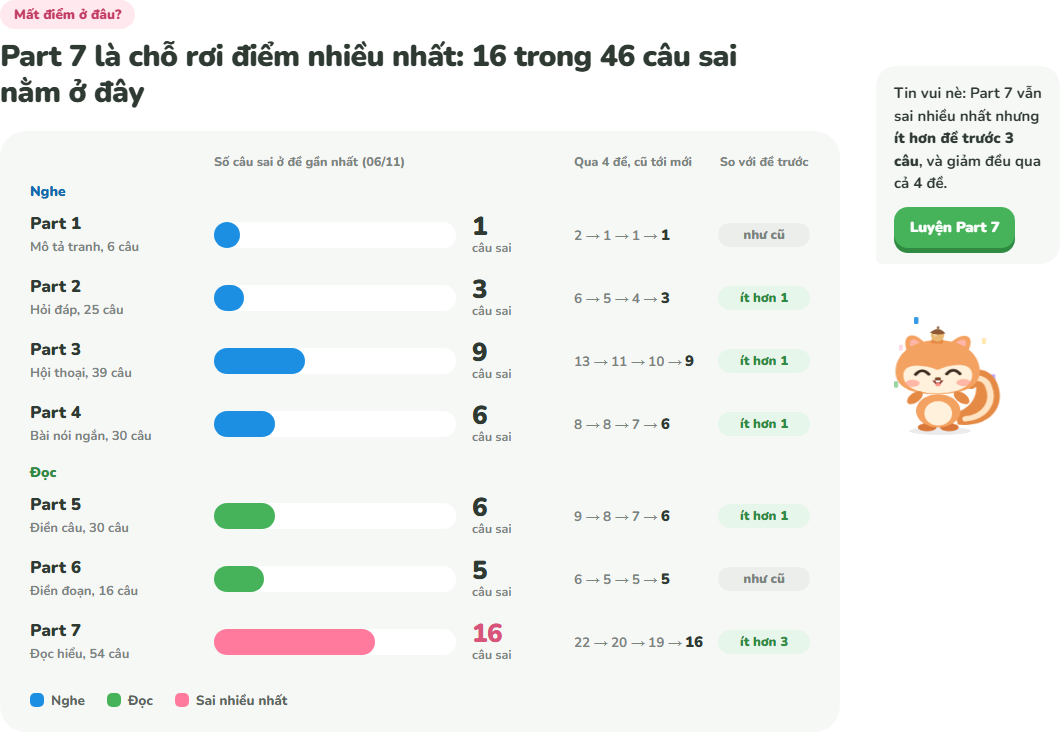 Mất điểm ở đâu?
Part 7 là chỗ rơi điểm nhiều nhất: 16 trong 46 câu sai
nằm ở đây
Số câu sai ở đề gần nhất (06/11)
Qua 4 đề, cũ tới mới
So với đề trước
Nghe
Part 1
Mô tả tranh, 6 câu
1
câu sai
2 → 1 → 1 → 1
như cũ
Part 2
Hỏi đáp, 25 câu
3
câu sai
6 → 5 → 4 → 3
ít hơn 1
Part 3
Hội thoại, 39 câu
9
câu sai
13 → 11 → 10 → 9
ít hơn 1
Part 4
Bài nói ngắn, 30 câu
6
câu sai
8 → 8 → 7 → 6
ít hơn 1
Đọc
Part 5
Điền câu, 30 câu
6
câu sai
9 → 8 → 7 → 6
ít hơn 1
Part 6
Điền đoạn, 16 câu
5
câu sai
6 → 5 → 5 → 5
như cũ
Part 7
Đọc hiểu, 54 câu
16
câu sai
22 → 20 → 19 → 16
ít hơn 3
Nghe
Đọc
Sai nhiều nhất
Tin vui nè: Part 7 vẫn
sai nhiều nhất nhưng
ít hơn đề trước 3
câu, và giảm đều qua
cả 4 đề.
Luyện Part 7